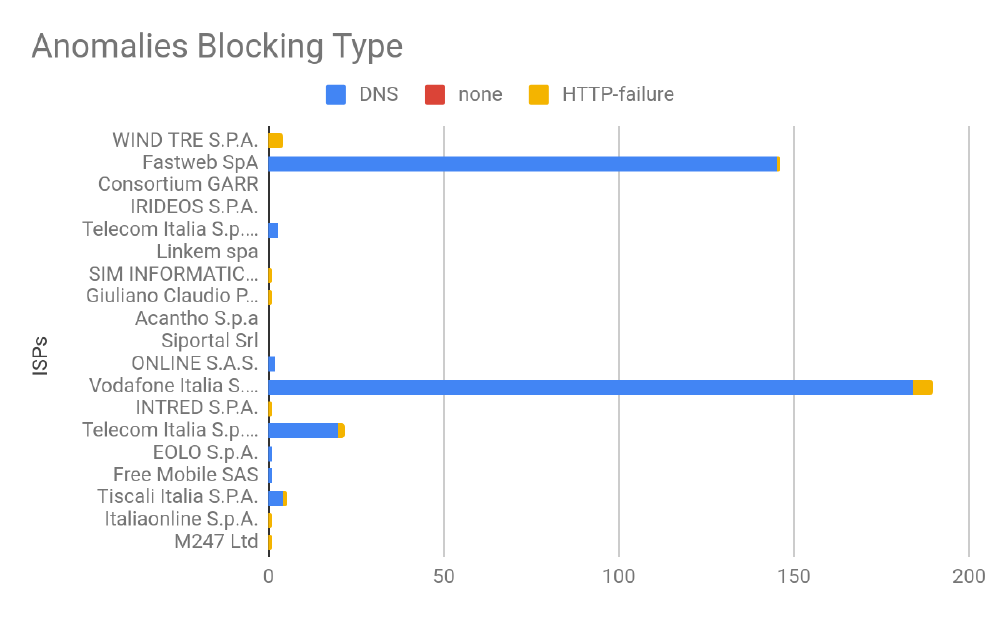 Anomalies Blocking Type
DNS none HTTP-failure
WIND TRE S.P.A.
Fastweb SpA
Consortium GARR
IRIDEOS S.P.A.
Telecom Italia S.p.…
Linkem spa
SIM INFORMATIC…
Giuliano Claudio P…
Acantho S.p.a
Siportal Srl
ONLINE S.A.S.
Vodafone Italia S.…
INTRED S.P.A.
Telecom Italia S.p.…
EOLO S.p.A.
Free Mobile SAS
Tiscali Italia S.P.A.
Italiaonline S.p.A.
M247 Ltd
ISPs
0 50 100 150 200